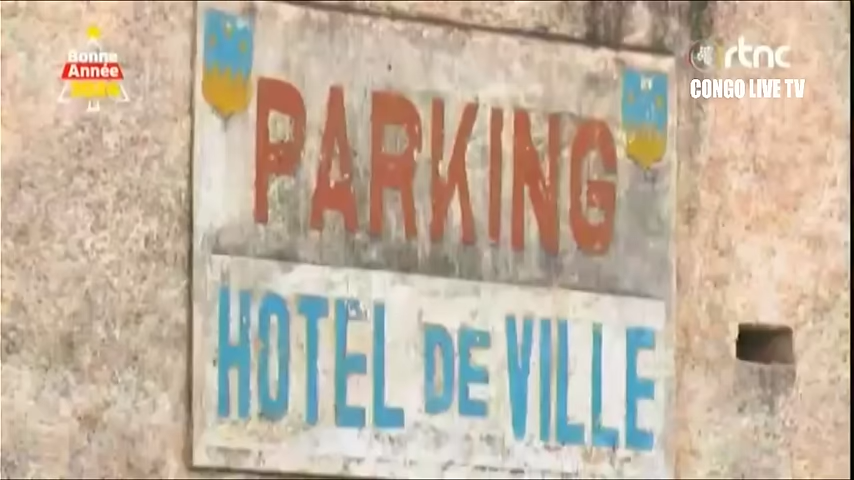 Bonne
Année
rtnc
CONGO LIVE TV
PARKING
HOTEL DE VILLE